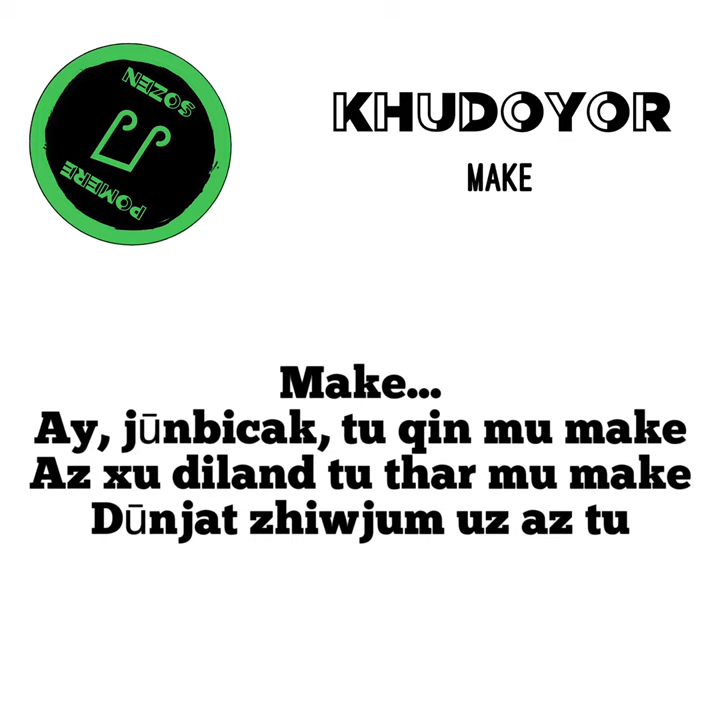 SOZEN
POMERE
KHUDOYOR
MAKE
Make...
Ay, jūnbicak, tu qin mu make
Az xu diland tu thar mu make
Dūnjat zhiwjum uz az tu